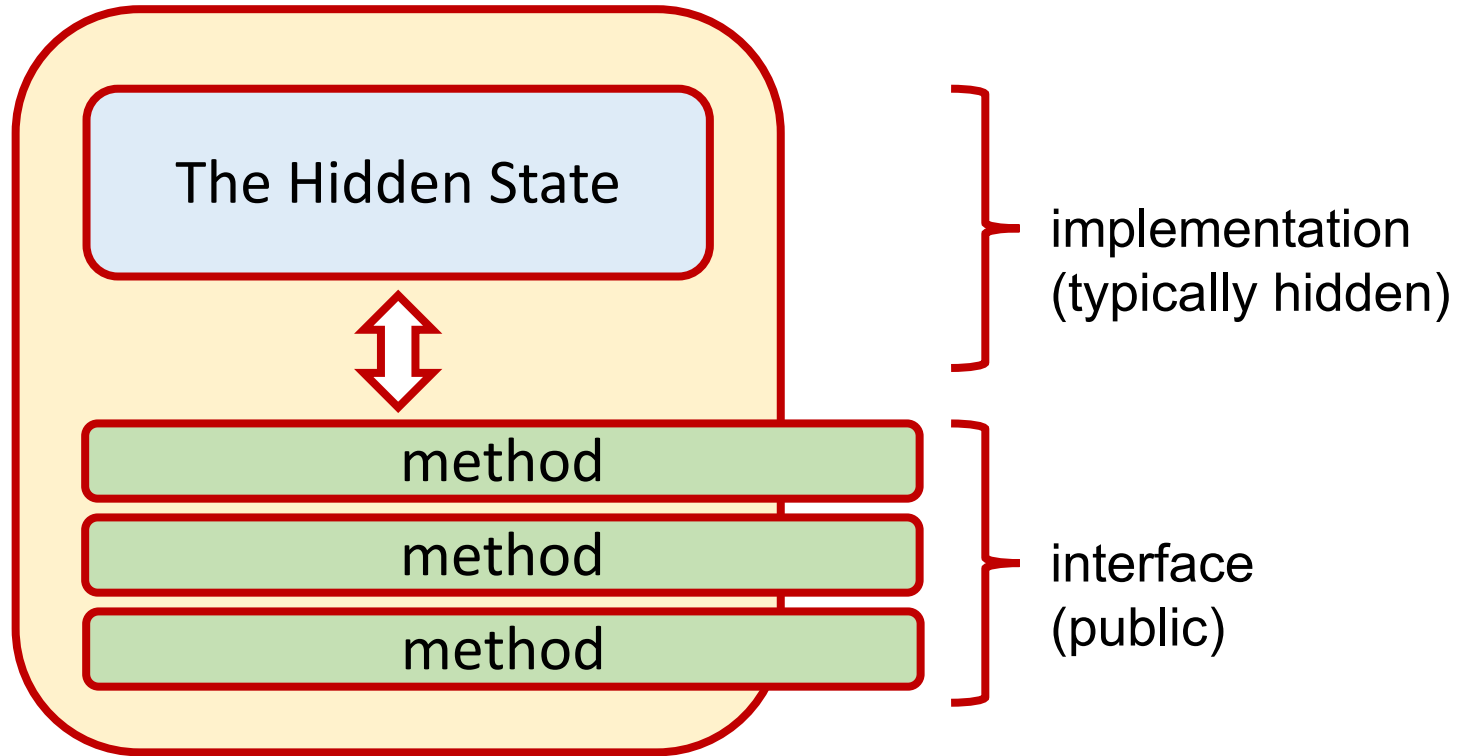 The Hidden State
implementation
(typically hidden)
method
method
method
interface
(public)